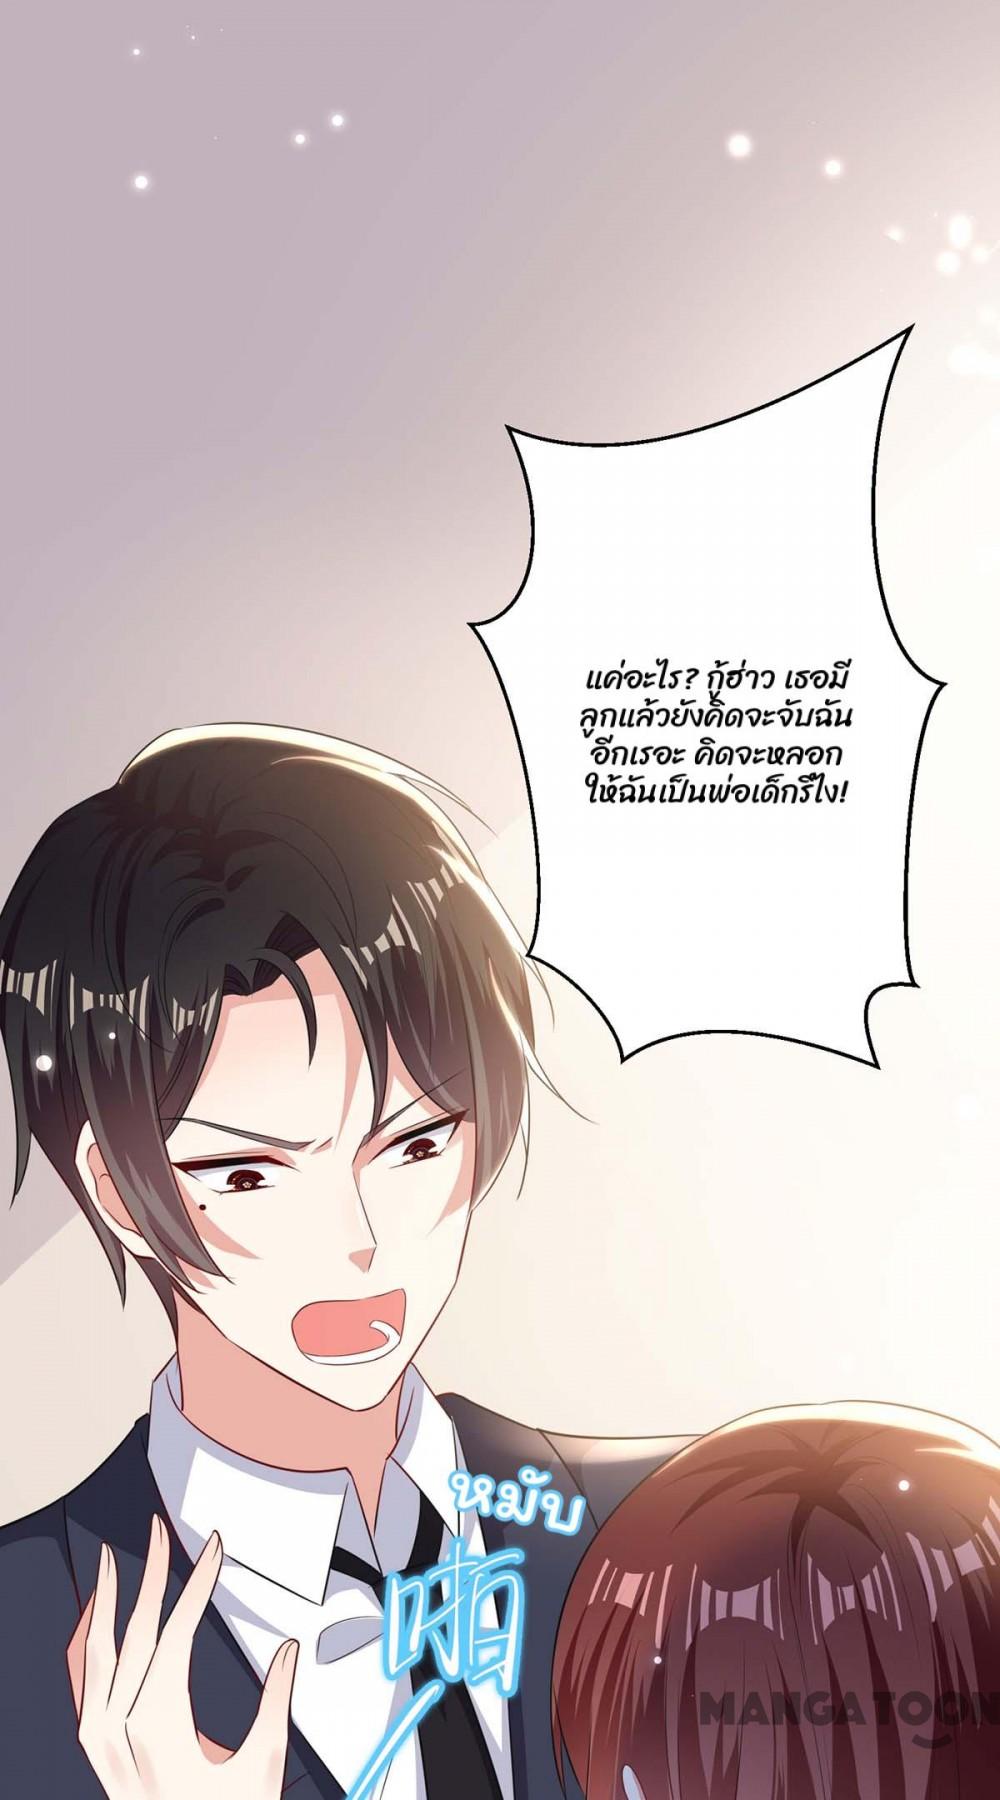 แค่อะไร? กู้ฮ่าว เธอมี
ลูกแล้วยังคิดจะจับฉัน
อีกเรอะ คิดจะหลอก
ให้ฉันเป็นพ่อเด็กรึไง!
หมับ
啪
MANGATOON